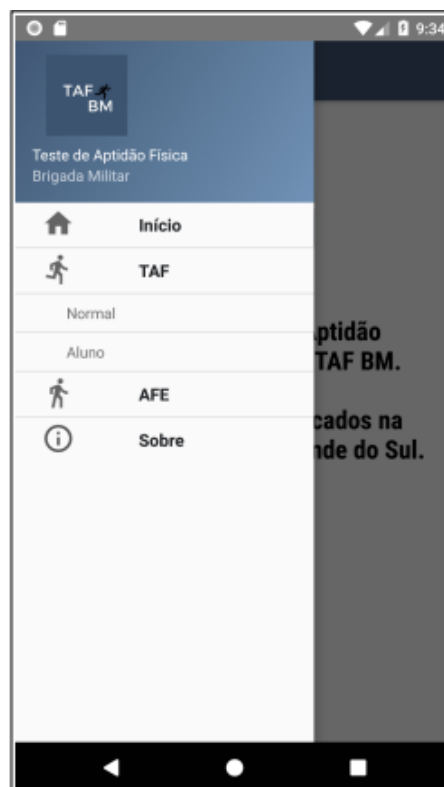 9:34
TAF
BM
Teste de Aptidão Física
Brigada Militar
Início
TAF
Normal
Aluno
AFE
Sobre
TAF BM.
cados na
nde do Sul.